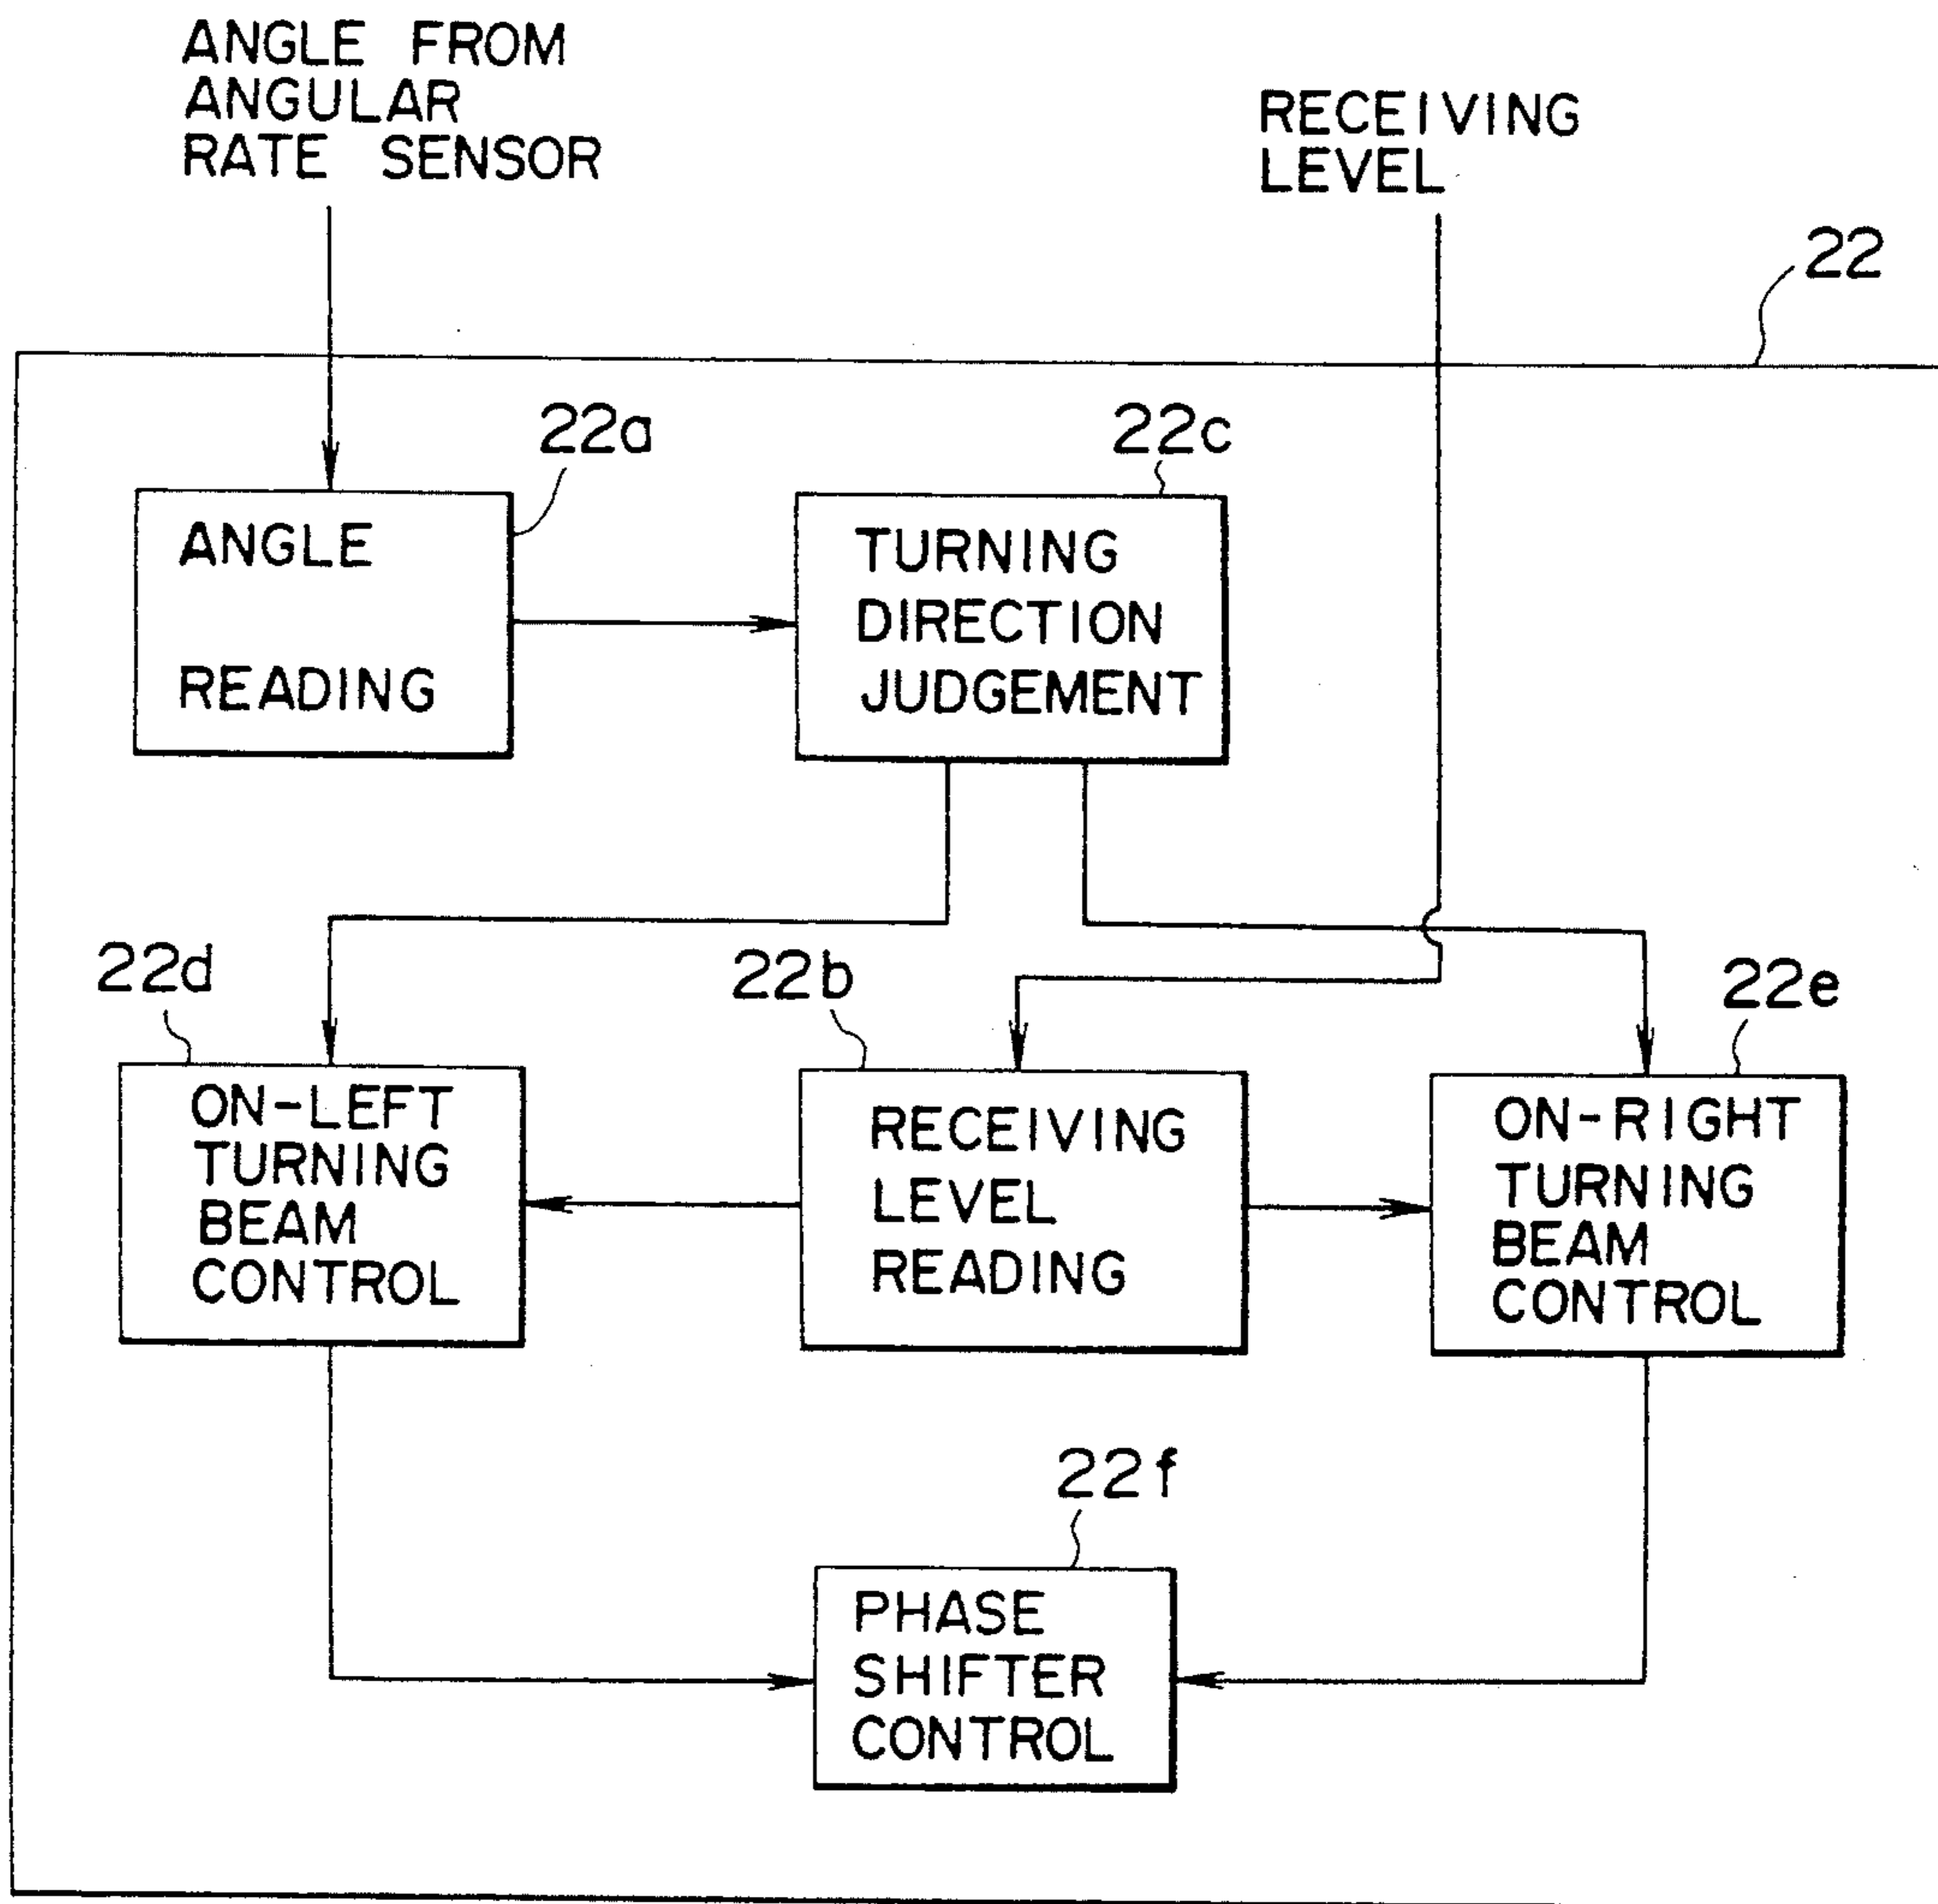 ANGLE FROM
ANGULAR
RATE SENSOR
RECEIVING
LEVEL
22
22a
22c
ANGLE
READING
TURNING
DIRECTION
JUDGEMENT
22d
22b
22e
ON-LEFT
TURNING
BEAM
CONTROL
RECEIVING
LEVEL
READING
ON-RIGHT
TURNING
BEAM
CONTROL
22f
PHASE
SHIFTER
CONTROL